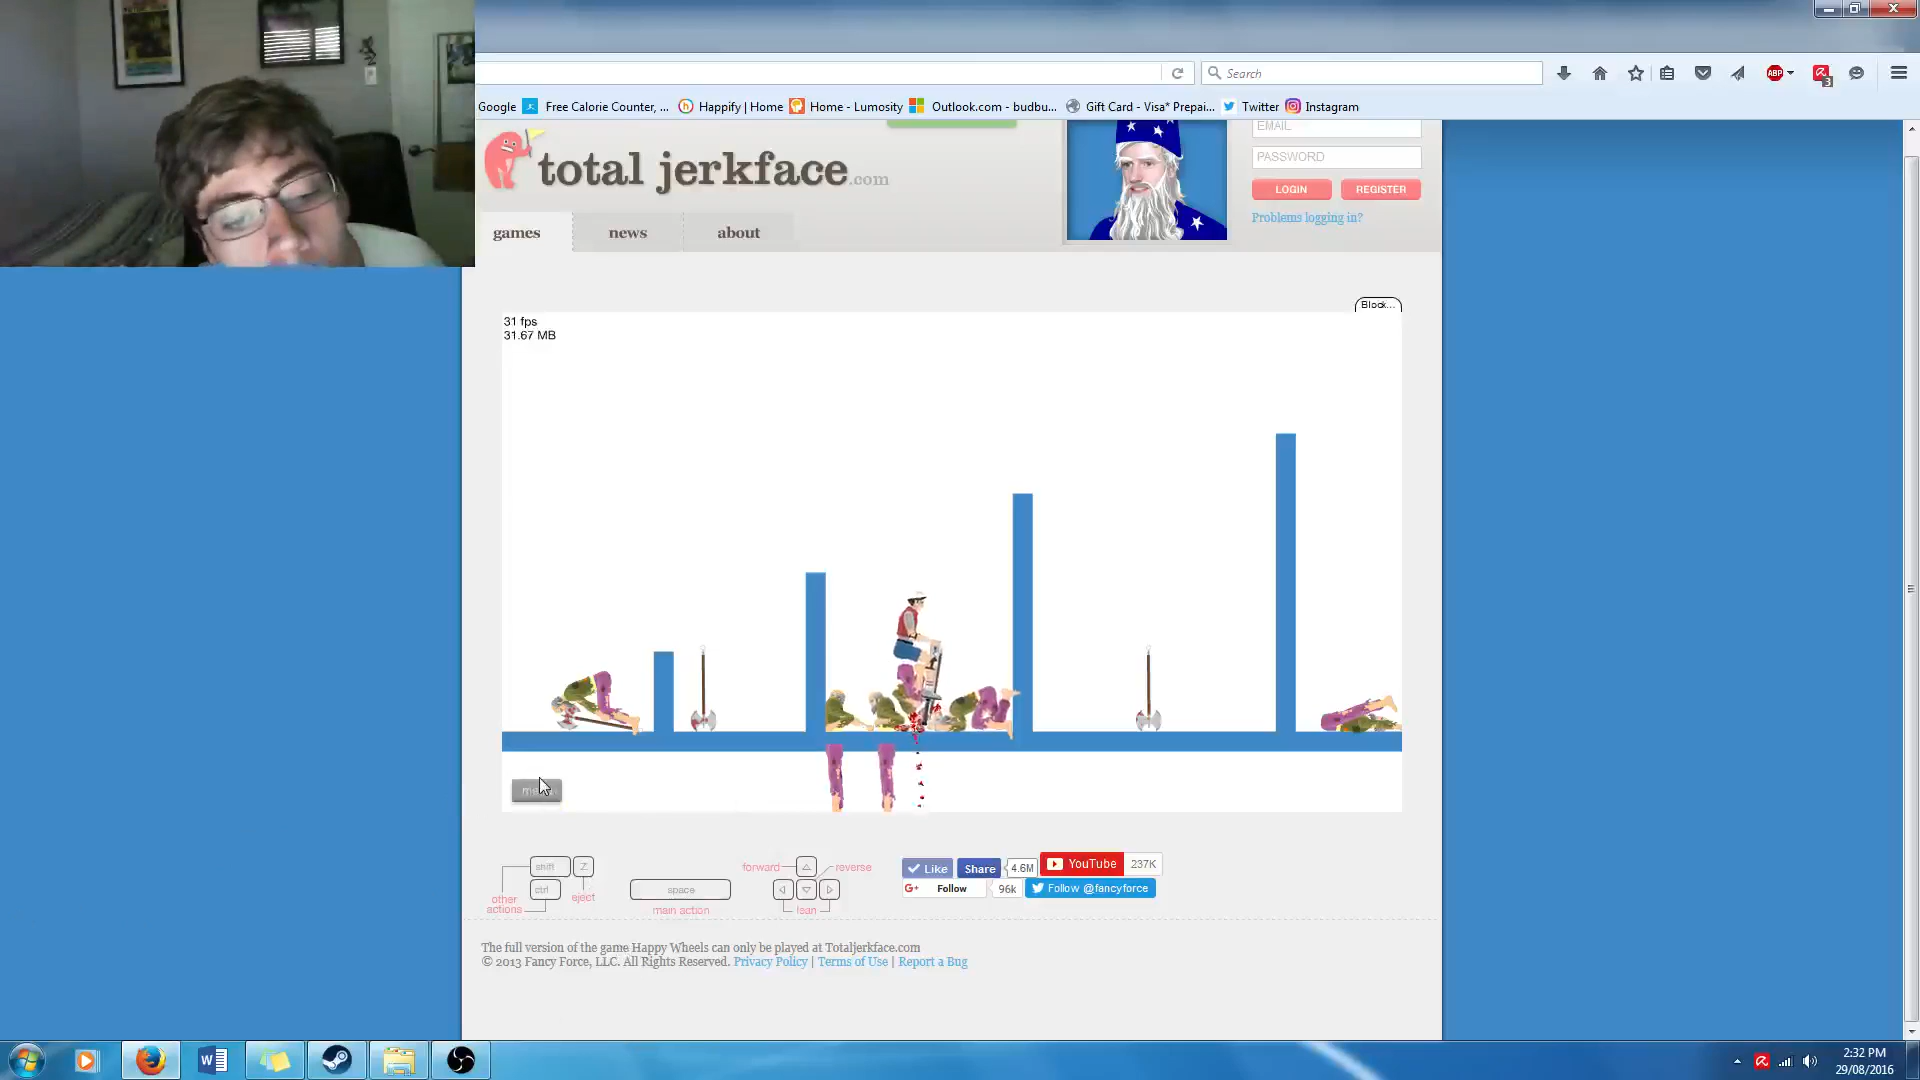 Search
ABP
3
Google
Free Calorie Counter, ...
Happify | Home
Home - Lumosity
Outlook.com - budbu...
Gift Card - Visa* Prepai...
Twitter
Instagram
total jerkface.com
EMAIL
PASSWORD
LOGIN
REGISTER
Problems logging in?
games
news
about
Block...
31 fps
31.67 MB
shift
Z
ctrl
other
actions
eject
space
main action
forward
reverse
lean
Like
Share
4.6M
YouTube
237K
G+ Follow
96k
Follow @fancyforce
The full version of the game Happy Wheels can only be played at Totaljerkface.com
© 2013 Fancy Force, LLC. All Rights Reserved. Privacy Policy | Terms of Use | Report a Bug
2:32 PM
29/08/2016